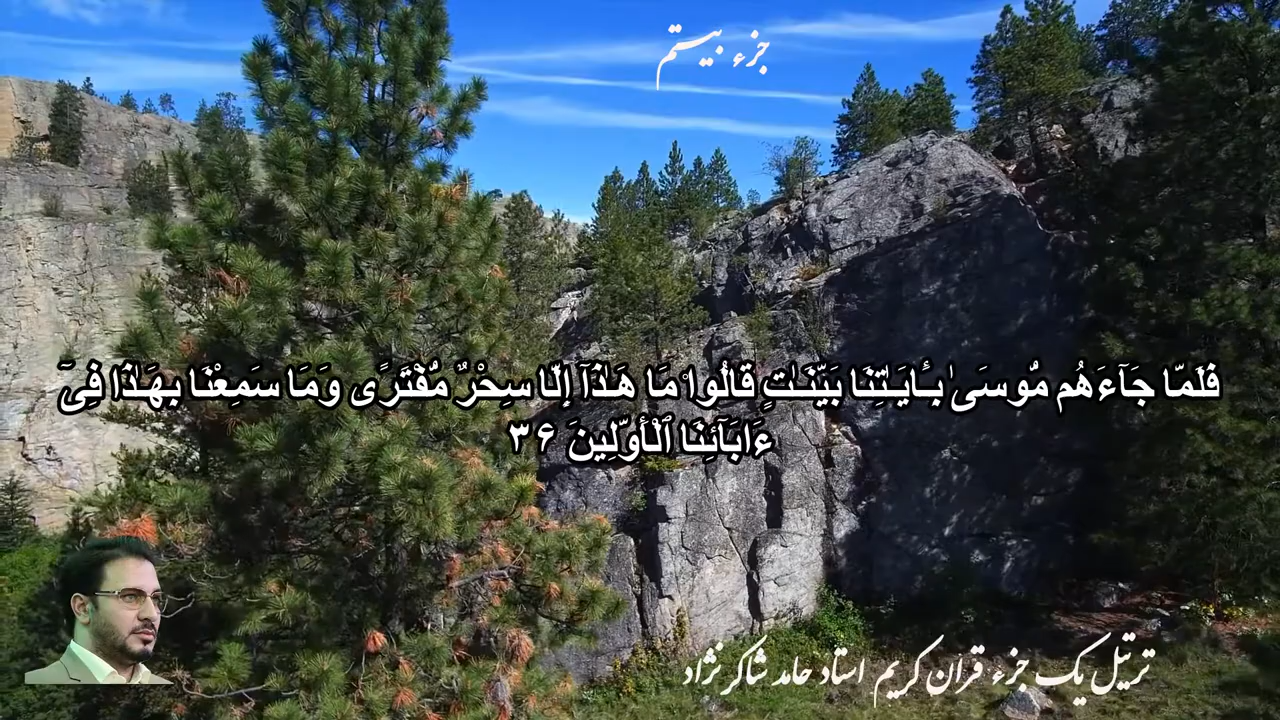 جزء بیستم
فَلَمَّا جَآءَهُم مُّوسَىٰ بِـَٔايَـٰتِنَا بَيِّنَـٰتٍ قَالُوا۟ مَا هَـٰذَآ إِلَّا سِحْرٌ مُّفْتَرًى وَمَا سَمِعْنَا بِهَـٰذَا فِىٓ
ءَابَآئِنَا ٱلْأَوَّلِينَ ۳۶
ترتیل یک جزء قرآن کریم استاد حامد شاکرنژاد